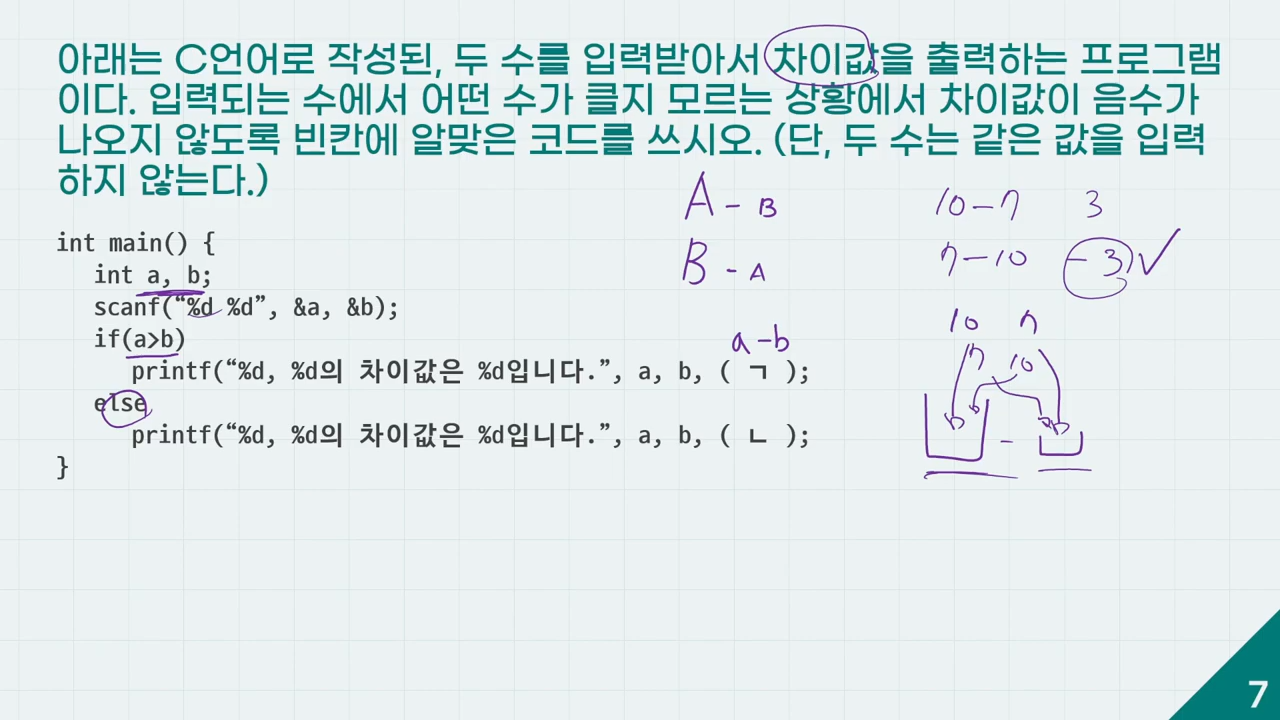 아래는 C언어로 작성된, 두 수를 입력받아서 차이값을 출력하는 프로그램
이다. 입력되는 수에서 어떤 수가 클지 모르는 상황에서 차이값이 음수가
나오지 않도록 빈칸에 알맞은 코드를 쓰시오. (단, 두 수는 같은 값을 입력
하지 않는다.)
A - B
10 - 7 3
B - A
7 - 10 - 3
int main() {
int a, b;
scanf(“%d %d”, &a, &b);
if(a>b)
a - b
printf(“%d, %d의 차이값은 %d입니다.”, a, b, ( ㄱ );
else
printf(“%d, %d의 차이값은 %d입니다.”, a, b, ( ㄴ );
}
10 7
7 10
-
7